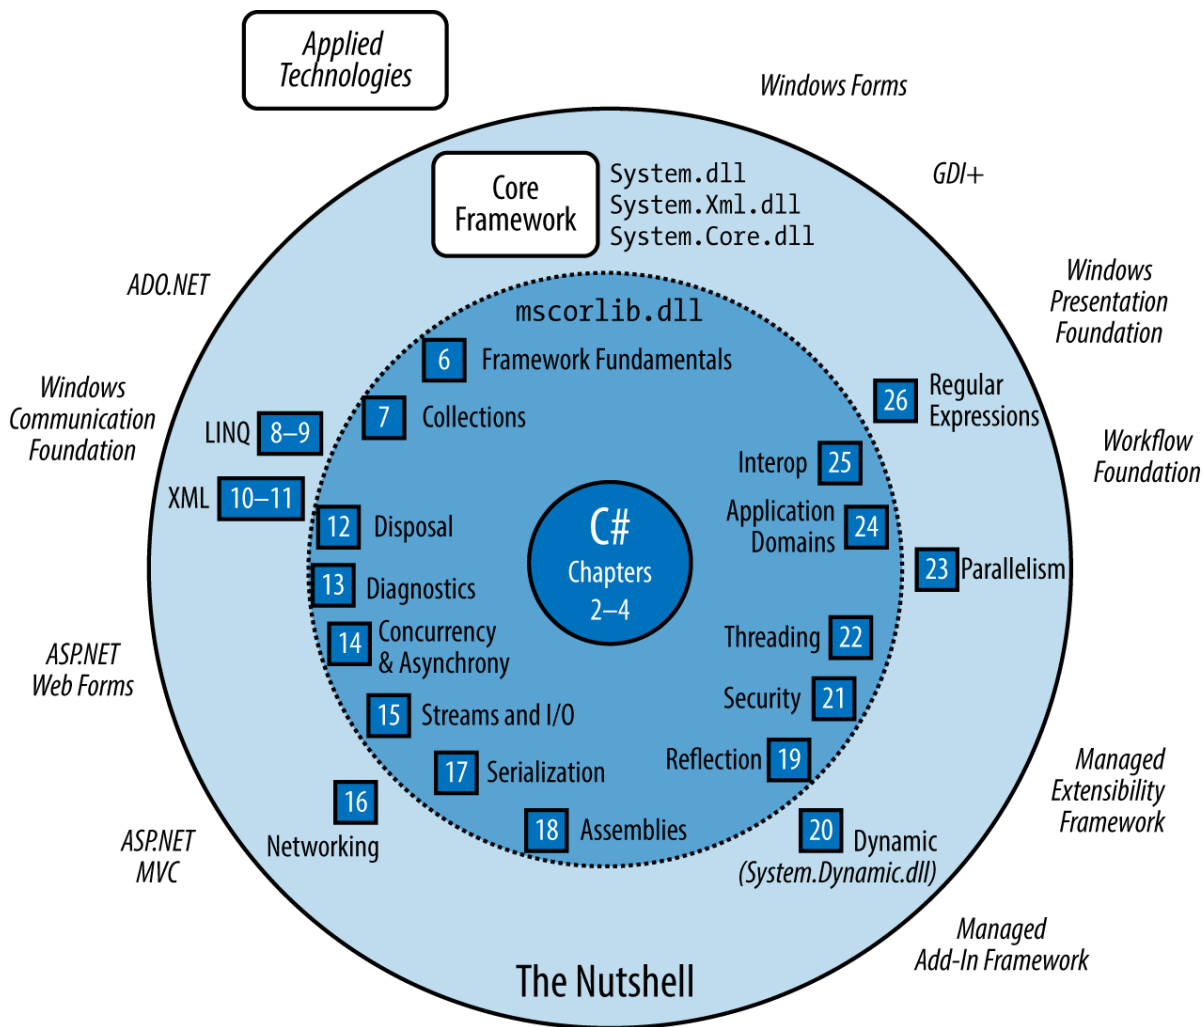 Applied
Technologies
Windows Forms
Core
Framework
System.dll
System.Xml.dll
System.Core.dll
GDI+
ADO.NET
Windows
Presentation
Foundation
mscorlib.dll
6 Framework Fundamentals
Windows
Communication
Foundation
7 Collections
LINQ 8–9
26 Regular
Expressions
Workflow
Foundation
XML 10–11
Interop 25
12 Disposal
C#
Chapters
2–4
Application
Domains 24
13 Diagnostics
23 Parallelism
14 Concurrency
& Asynchrony
Threading 22
ASP.NET
Web Forms
15 Streams and I/O
Security 21
17 Serialization
Reflection 19
Managed
Extensibility
Framework
16
Networking
18 Assemblies
20 Dynamic
(System.Dynamic.dll)
ASP.NET
MVC
Managed
Add-In Framework
The Nutshell